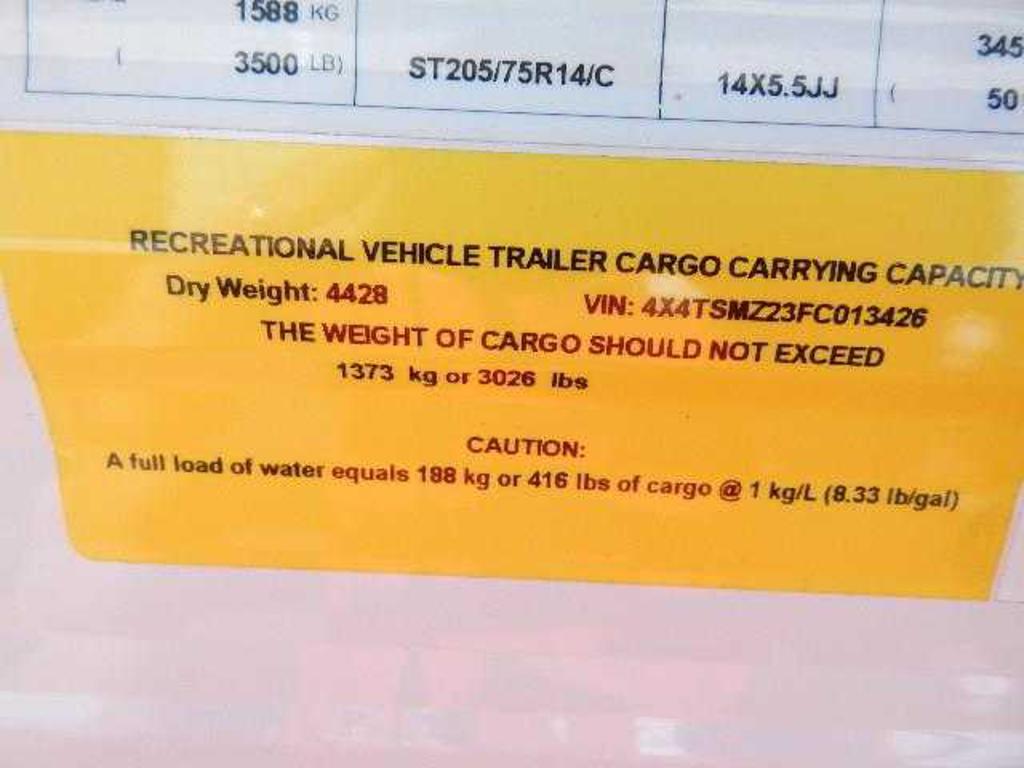 1588 KG
( 3500 LB) ST205/75R14/C 14X5.5JJ 345
( 50
RECREATIONAL VEHICLE TRAILER CARGO CARRYING CAPACITY
Dry Weight: 4428 VIN: 4X4TSMZ23FC013426
THE WEIGHT OF CARGO SHOULD NOT EXCEED
1373 kg or 3026 lbs
CAUTION:
A full load of water equals 188 kg or 416 lbs of cargo @ 1 kg/L (8.33 lb/gal)